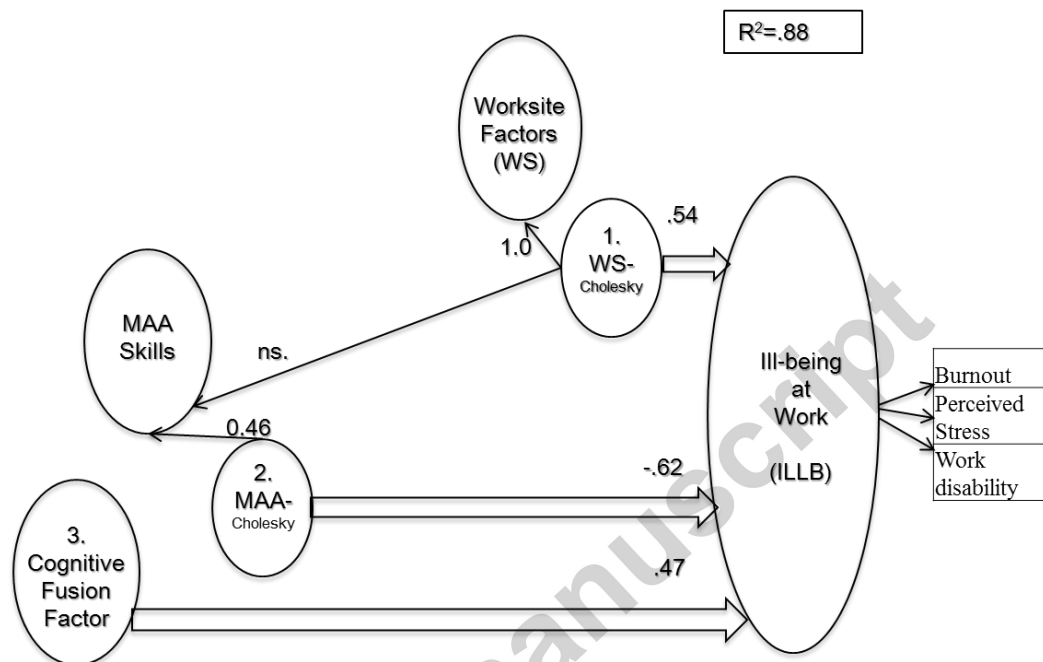 R²=.88
Worksite
Factors
(WS)
.54
1.0
1.
WS-
Cholesky
MAA
Skills
ns.
Ill-being
at
Work
(ILLB)
Burnout
Perceived
Stress
Work
disability
0.46
2.
MAA-
Cholesky
-.62
3.
Cognitive
Fusion
Factor
.47
anuscript